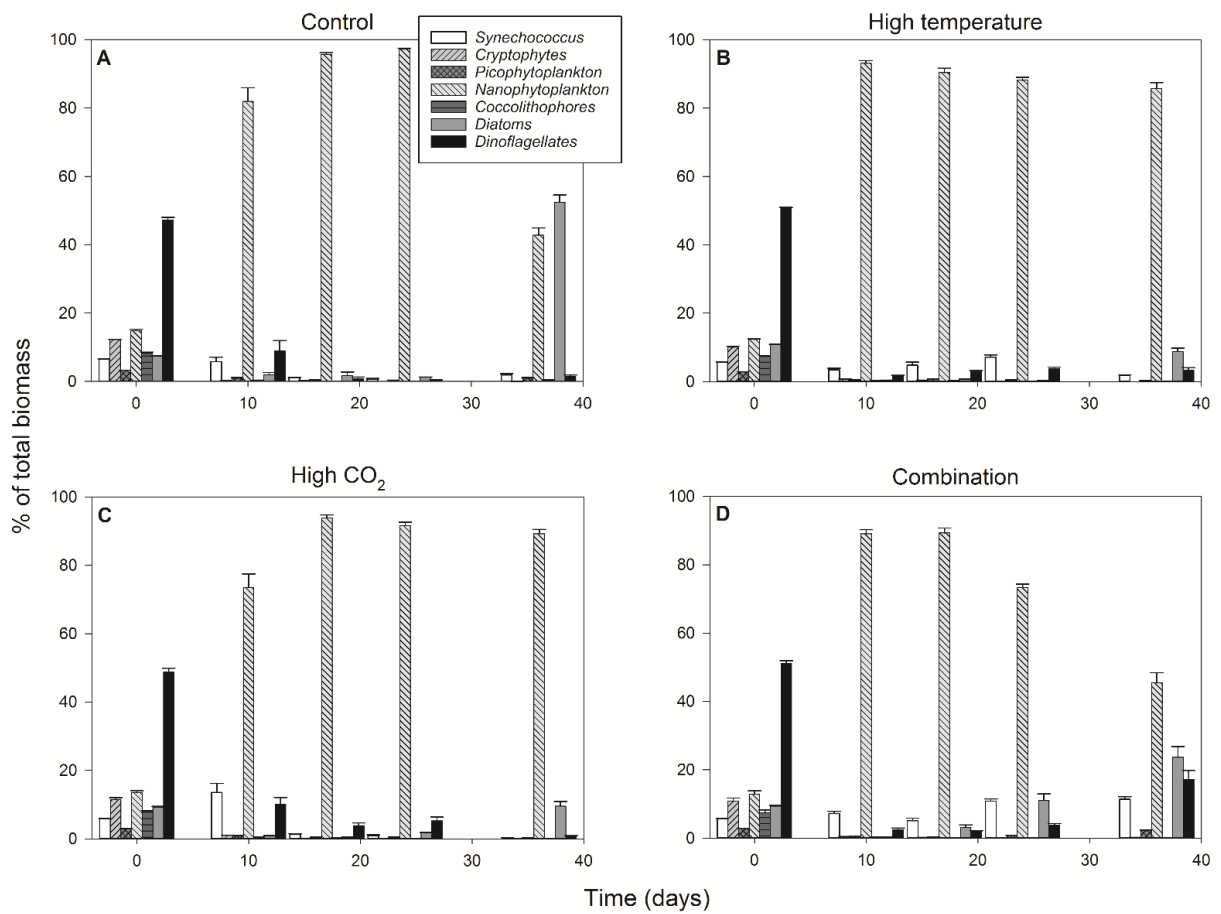 Control
High temperature
A
Synechococcus
Cryptophytes
Picophytoplankton
Nanophytoplankton
Coccolithophores
Diatoms
Dinoflagellates
B
100
80
60
40
20
0
0
10
20
30
40
100
80
60
40
20
0
0
10
20
30
40
% of total biomass
High CO₂
Combination
C
D
100
80
60
40
20
0
0
10
20
30
40
100
80
60
40
20
0
0
10
20
30
40
Time (days)